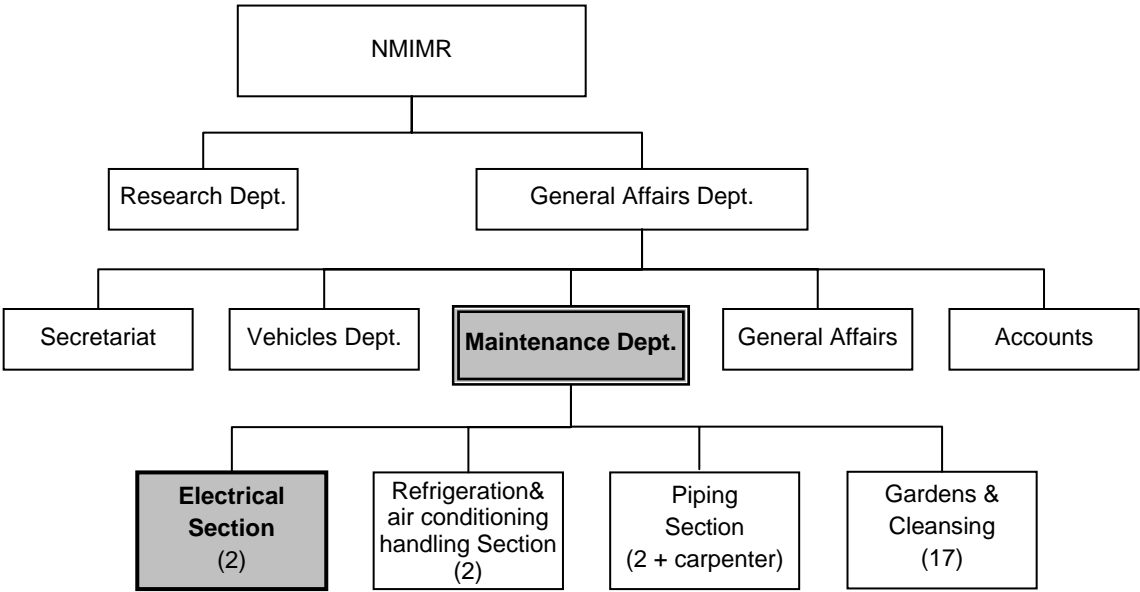 NMIMR
Research Dept.
General Affairs Dept.
Secretariat
Vehicles Dept.
Maintenance Dept.
General Affairs
Accounts
Electrical
Section
(2)
Refrigeration&
air conditioning
handling Section
(2)
Piping
Section
(2 + carpenter)
Gardens &
Cleansing
(17)